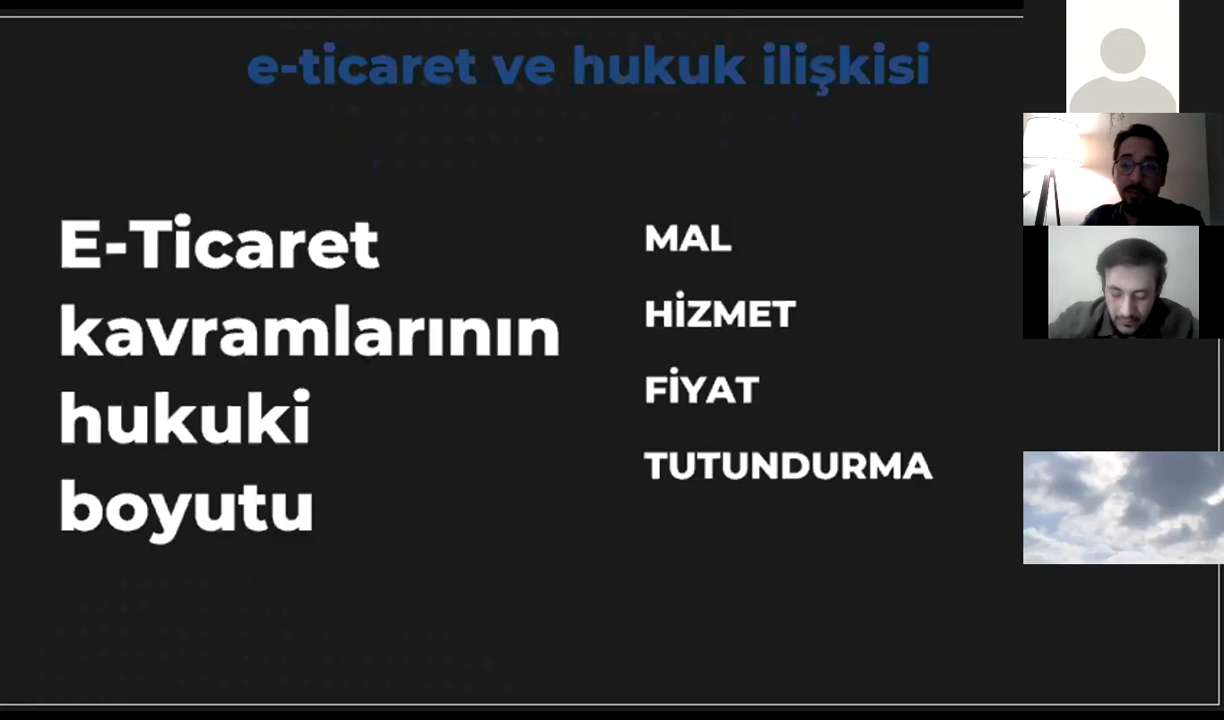 e-ticaret ve hukuk ilişkisi
E-Ticaret
kavramlarının
hukuki
boyutu
MAL
HİZMET
FİYAT
TUTUNDURMA